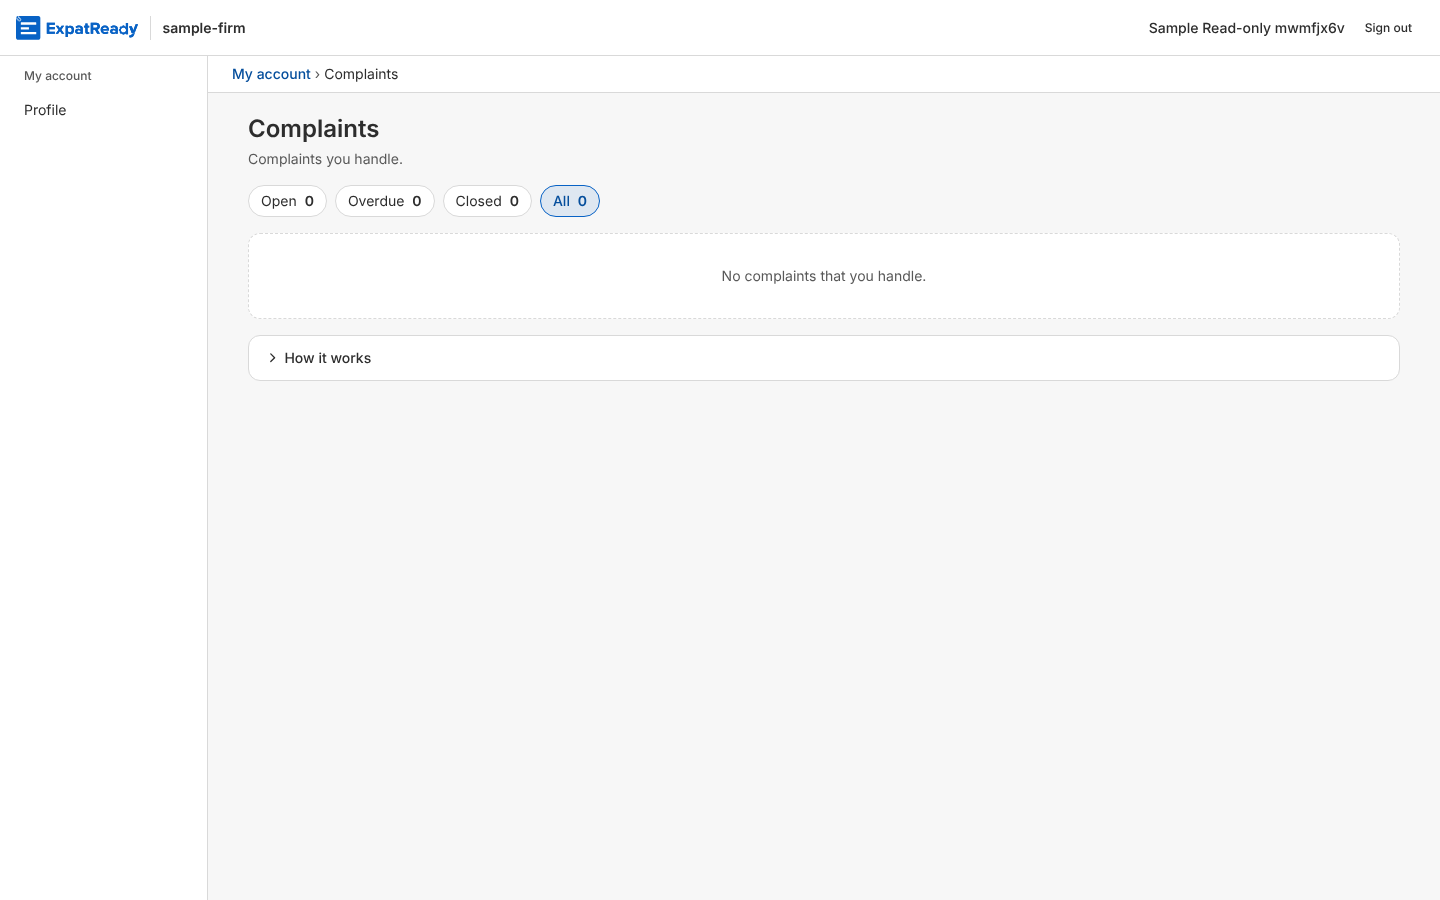 ExpatReady
sample-firm
Sample Read-only mwmfjx6v
Sign out
My account
Profile
My account › Complaints
Complaints
Complaints you handle.
Open 0
Overdue 0
Closed 0
All 0
No complaints that you handle.
How it works